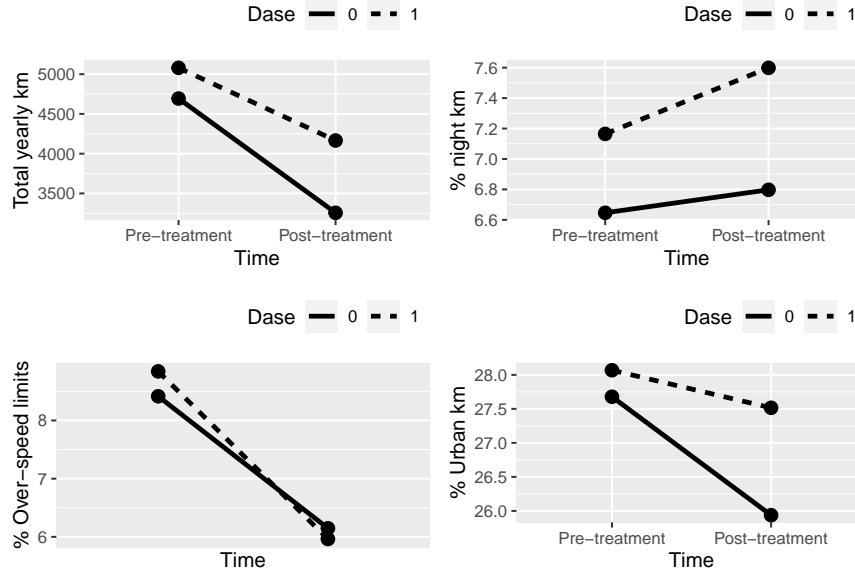 Dase 0 1
Total yearly km
5000
4500
4000
3500
Pre−treatment Post−treatment
Time
Dase 0 1
% night km
7.6
7.4
7.2
7.0
6.8
6.6
Pre−treatment Post−treatment
Time
Dase 0 1
% Over−speed limits
8
7
6
Time
Dase 0 1
% Urban km
28.0
27.5
27.0
26.5
26.0
Pre−treatment Post−treatment
Time